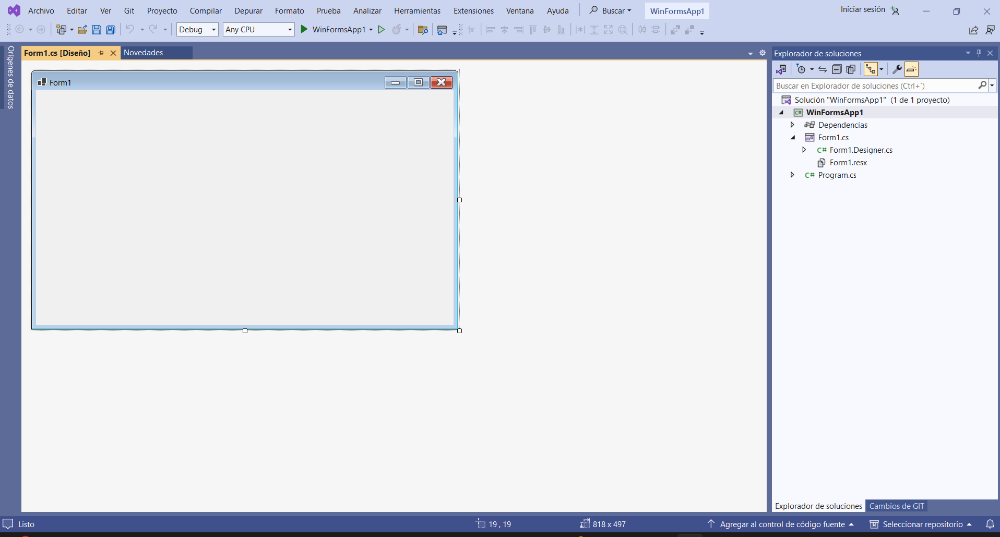 Archivo Editar Ver Git Proyecto Compilar Depurar Formato Prueba Analizar Herramientas Extensiones Ventana Ayuda Buscar WinFormsApp1 Iniciar sesión
Debug Any CPU WinFormsApp1
Orígenes de datos
Form1.cs [Diseño] Novedades
Form1
Explorador de soluciones
Buscar en Explorador de soluciones (Ctrl+´)
Solución "WinFormsApp1" (1 de 1 proyecto)
WinFormsApp1
Dependencias
Form1.cs
C# Form1.Designer.cs
Form1.resx
C# Program.cs
Explorador de soluciones Cambios de GIT
Listo 19 , 19 818 x 497 Agregar al control de código fuente Seleccionar repositorio